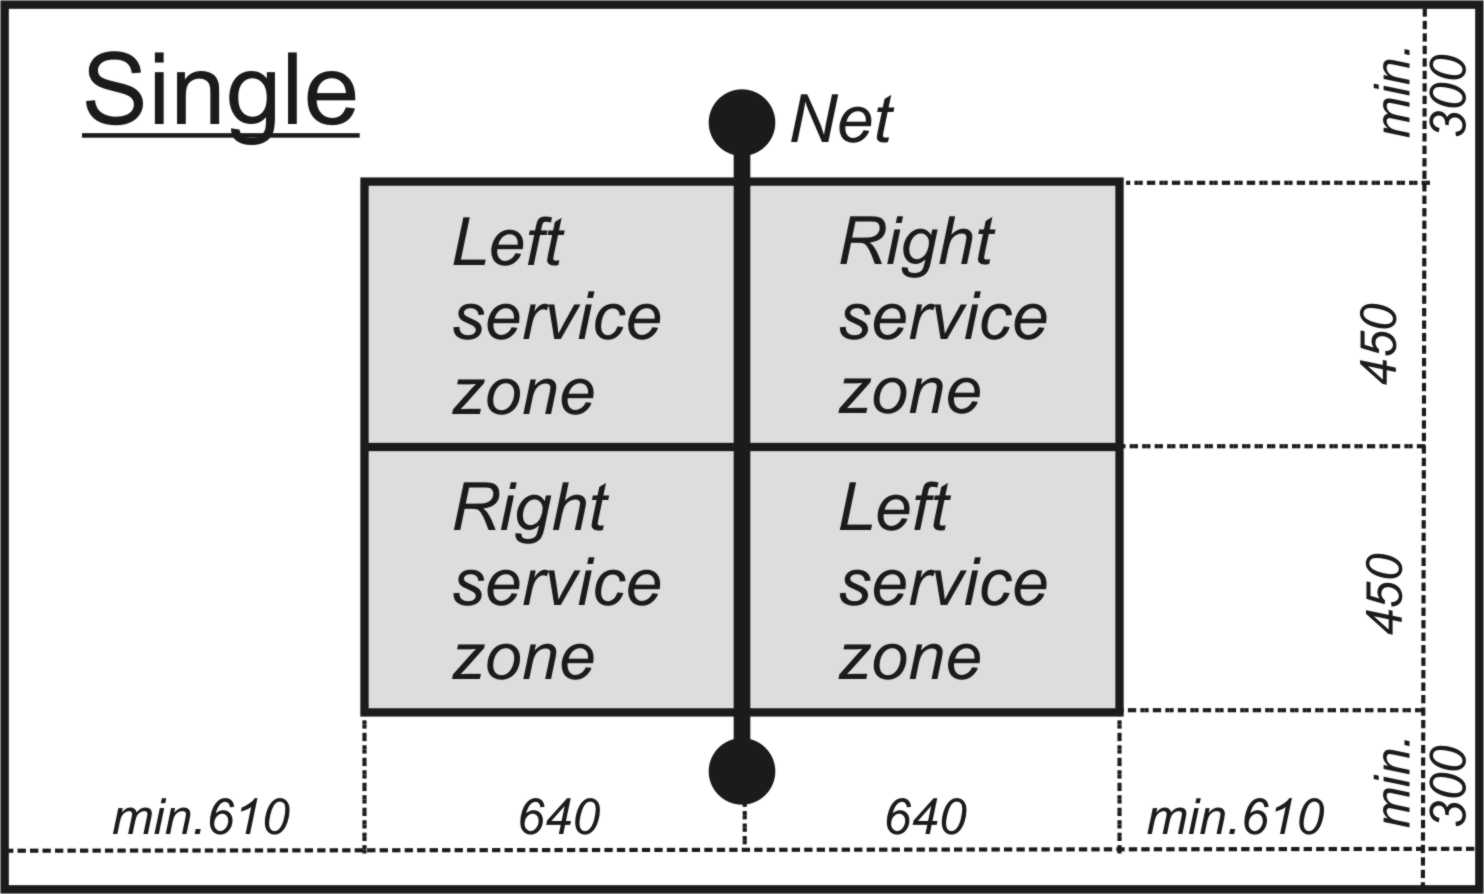 Single
Net
min.
300
Left
service
zone
Right
service
zone
450
Right
service
zone
Left
service
zone
450
min.
300
min.610
640
640
min.610